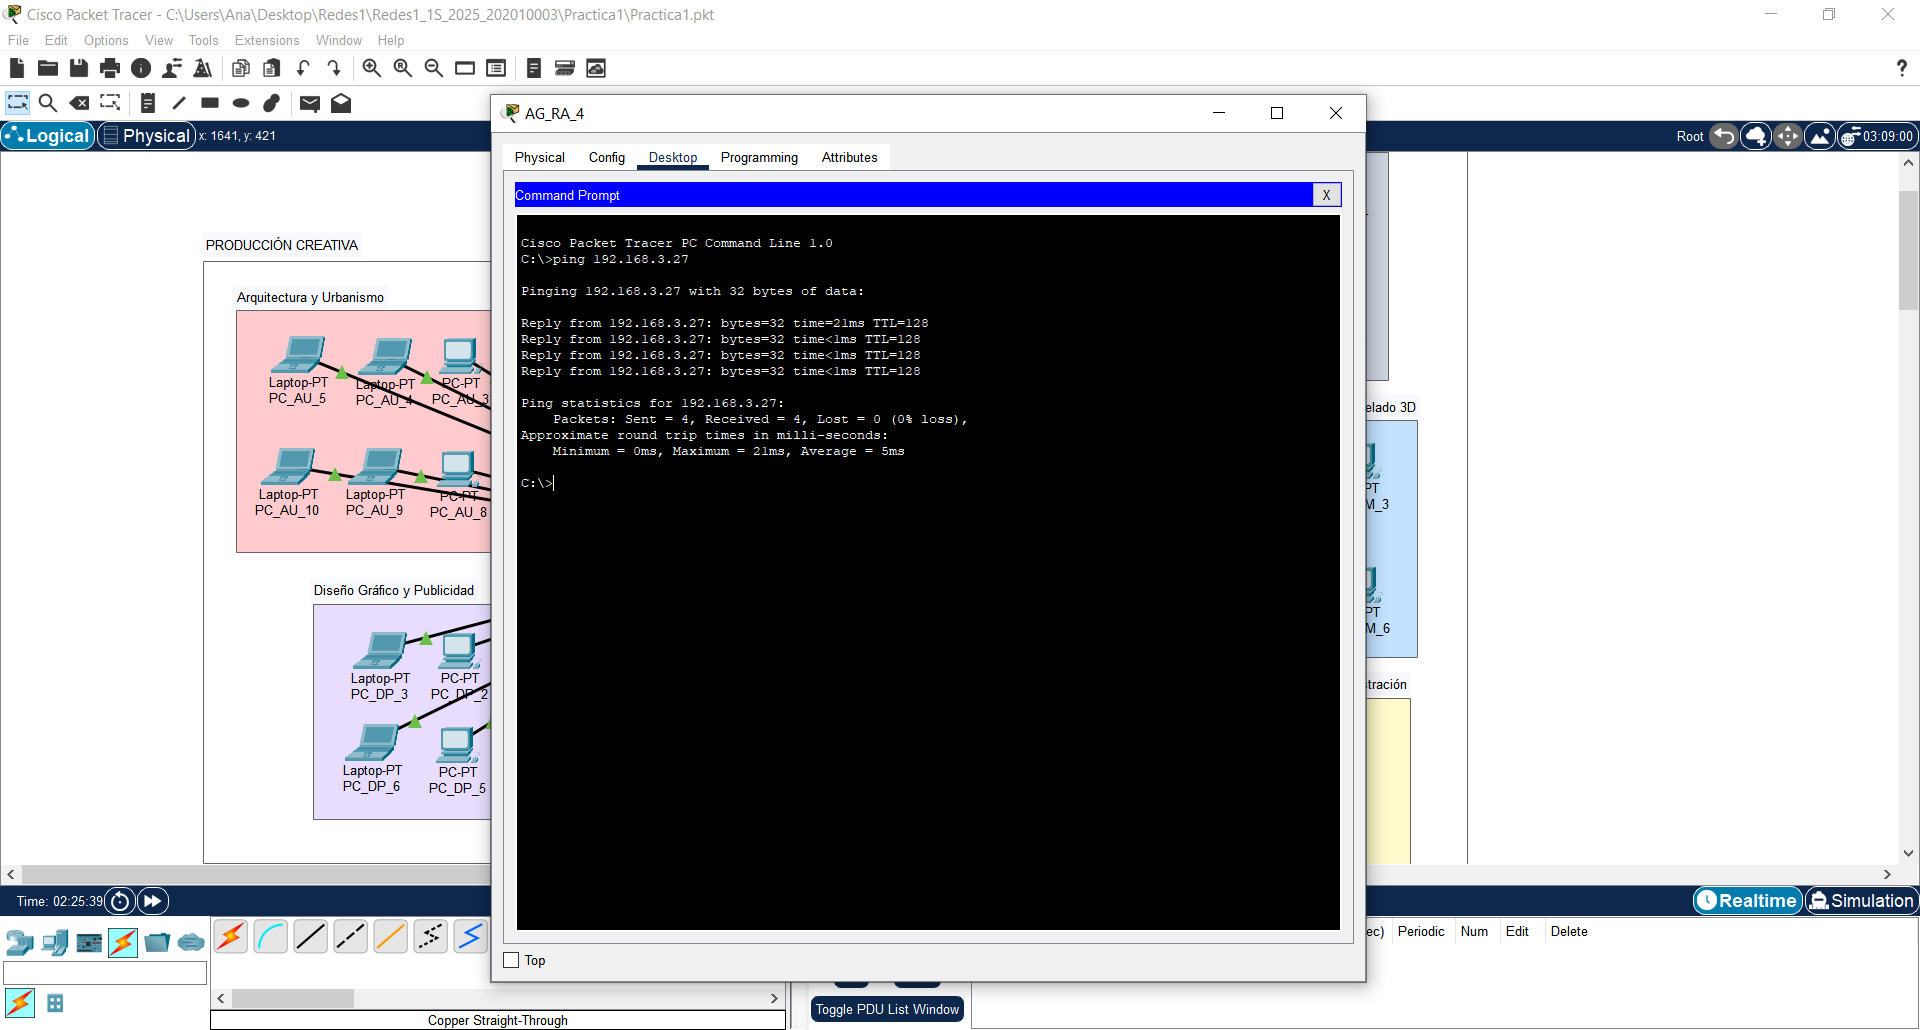 Cisco Packet Tracer - C:\Users\Ana\Desktop\Redes1\Redes1_1S_2025_202010003\Practica1\Practica1.pkt
File Edit Options View Tools Extensions Window Help
?
Logical Physical x: 1641, y: 421
Root 03:09:00
PRODUCCIÓN CREATIVA
Arquitectura y Urbanismo
Laptop-PT Laptop-PT PC-PT
PC_AU_5 PC_AU_4 PC_AU_3
Laptop-PT Laptop-PT PC-PT
PC_AU_10 PC_AU_9 PC_AU_8
Diseño Gráfico y Publicidad
Laptop-PT PC-PT
PC_DP_3 PC_DP_2
Laptop-PT PC-PT
PC_DP_6 PC_DP_5
AG_RA_4
Physical Config Desktop Programming Attributes
Command Prompt X
Cisco Packet Tracer PC Command Line 1.0
C:\>ping 192.168.3.27
Pinging 192.168.3.27 with 32 bytes of data:
Reply from 192.168.3.27: bytes=32 time=21ms TTL=128
Reply from 192.168.3.27: bytes=32 time<1ms TTL=128
Reply from 192.168.3.27: bytes=32 time<1ms TTL=128
Reply from 192.168.3.27: bytes=32 time<1ms TTL=128
Ping statistics for 192.168.3.27:
Packets: Sent = 4, Received = 4, Lost = 0 (0% loss),
Approximate round trip times in milli-seconds:
Minimum = 0ms, Maximum = 21ms, Average = 5ms
C:\>
Top
elado 3D
PT
M_3
PT
M_6
stración
Time: 02:25:39
Realtime Simulation
ec) Periodic Num Edit Delete
Toggle PDU List Window
Copper Straight-Through